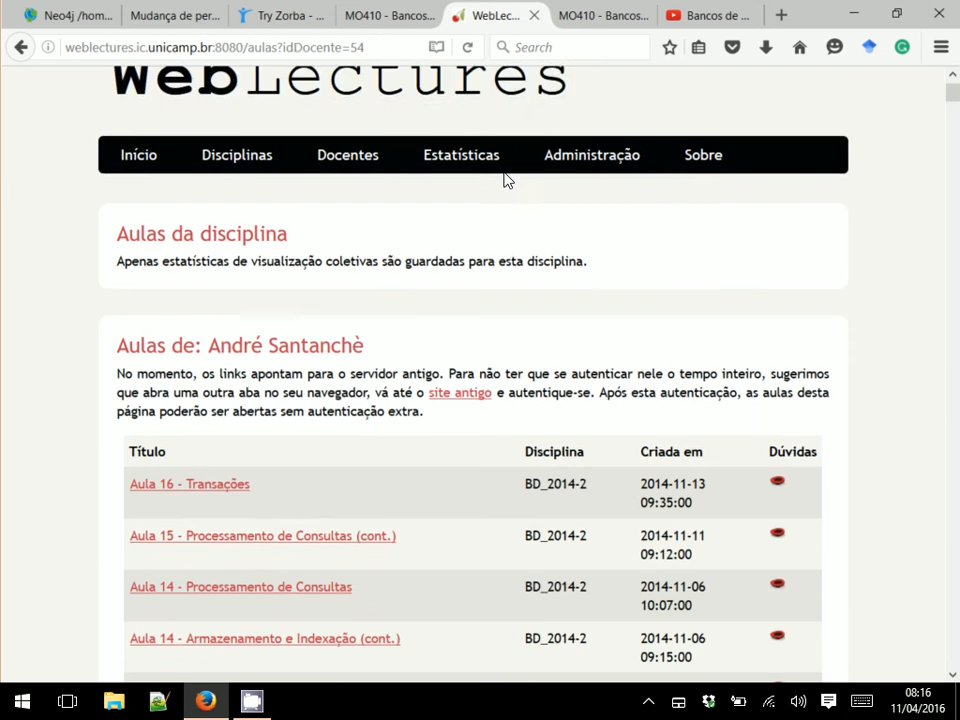 Neo4j /hom...
Mudança de per...
Try Zorba - ...
MO410 - Bancos...
WebLec...
MO410 - Bancos...
Bancos de ...
weblectures.ic.unicamp.br:8080/aulas?idDocente=54
Search
WebLectures
Início Disciplinas Docentes Estatísticas Administração Sobre
Aulas da disciplina
Apenas estatísticas de visualização coletivas são guardadas para esta disciplina.
Aulas de: André Santanchè
No momento, os links apontam para o servidor antigo. Para não ter que se autenticar nele o tempo inteiro, sugerimos
que abra uma outra aba no seu navegador, vá até o site antigo e autentique-se. Após esta autenticação, as aulas desta
página poderão ser abertas sem autenticação extra.
Título Disciplina Criada em Dúvidas
Aula 16 - Transações BD_2014-2 2014-11-13
09:35:00
Aula 15 - Processamento de Consultas (cont.) BD_2014-2 2014-11-11
09:12:00
Aula 14 - Processamento de Consultas BD_2014-2 2014-11-06
10:07:00
Aula 14 - Armazenamento e Indexação (cont.) BD_2014-2 2014-11-06
09:15:00
08:16
11/04/2016